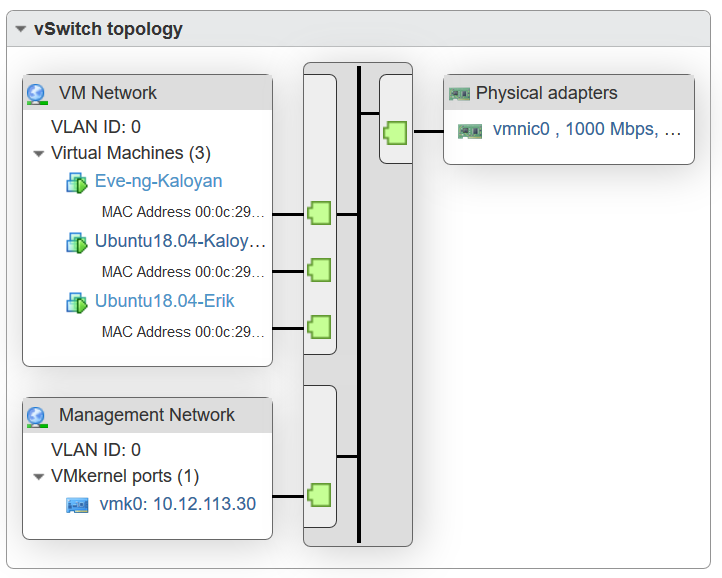 vSwitch topology
VM Network
VLAN ID: 0
Virtual Machines (3)
Eve-ng-Kaloyan
MAC Address 00:0c:29...
Ubuntu18.04-Kaloy...
MAC Address 00:0c:29...
Ubuntu18.04-Erik
MAC Address 00:0c:29...
Management Network
VLAN ID: 0
VMkernel ports (1)
vmk0: 10.12.113.30
Physical adapters
vmnic0 , 1000 Mbps, ...